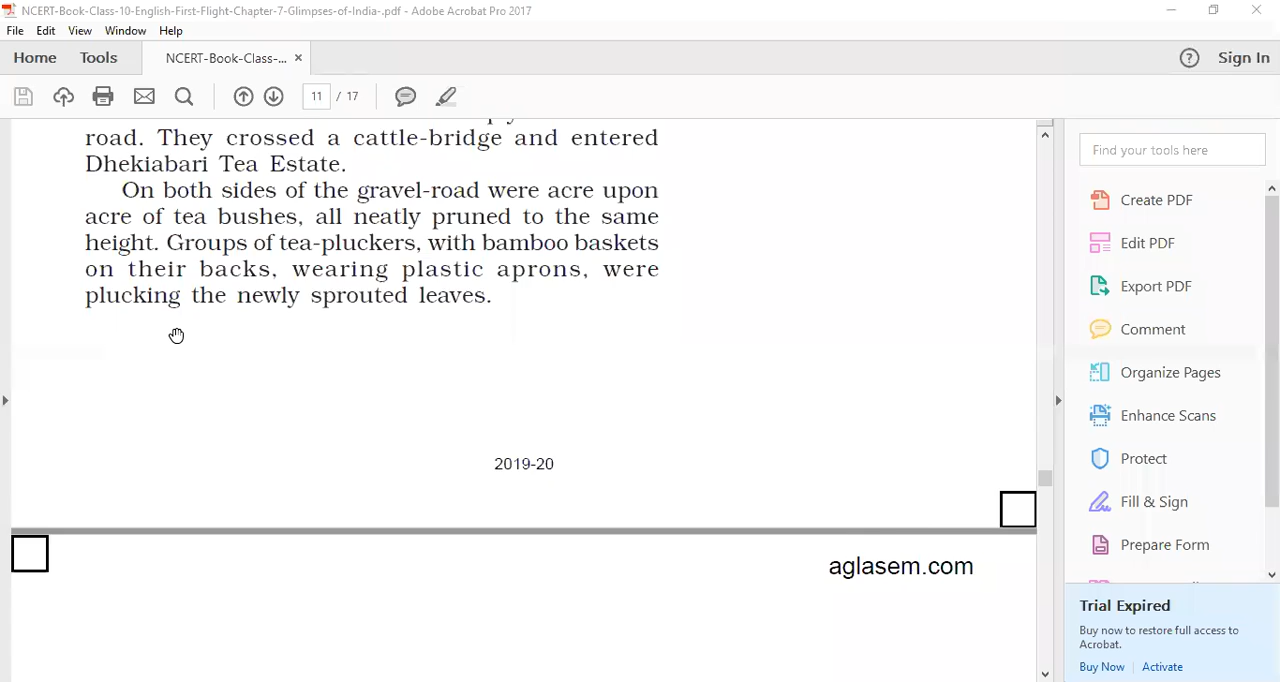 NCERT-Book-Class-10-English-First-Flight-Chapter-7-Glimpses-of-India-.pdf - Adobe Acrobat Pro 2017
File Edit View Window Help
Home Tools NCERT-Book-Class-... × ? Sign In
11 / 17
road. They crossed a cattle-bridge and entered
Dhekiabari Tea Estate.
On both sides of the gravel-road were acre upon
acre of tea bushes, all neatly pruned to the same
height. Groups of tea-pluckers, with bamboo baskets
on their backs, wearing plastic aprons, were
plucking the newly sprouted leaves.
2019-20
aglasem.com
Find your tools here
Create PDF
Edit PDF
Export PDF
Comment
Organize Pages
Enhance Scans
Protect
Fill & Sign
Prepare Form
Trial Expired
Buy now to restore full access to
Acrobat.
Buy Now Activate